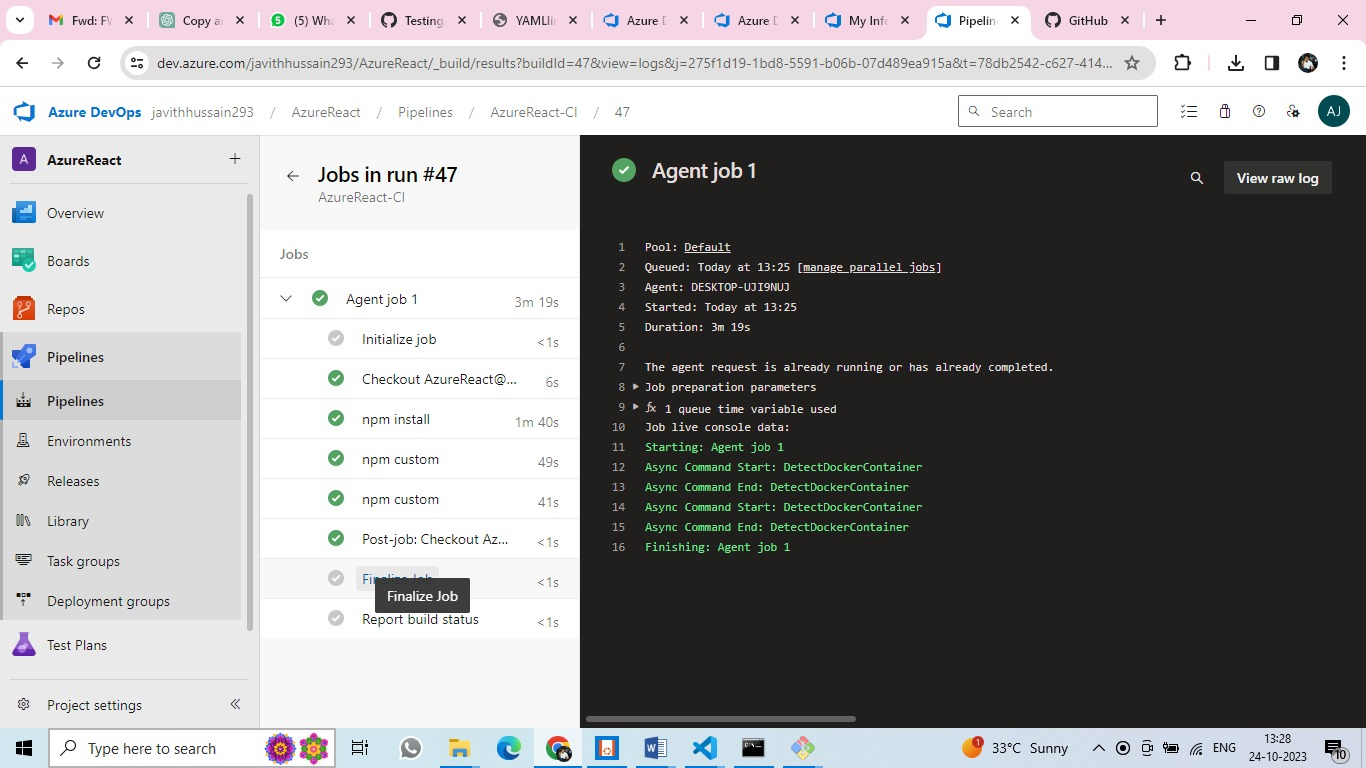 Fwd: FW
Copy an
5
(5) Wha
Testing
YAMLlin
Azure D
Azure D
My Info
Pipelin
GitHub
dev.azure.com/javithhussain293/AzureReact/_build/results?buildId=47&view=logs&j=275f1d19-1bd8-5591-b06b-07d489ea915a&t=78db2542-c627-414...
Azure DevOps
javithhussain293 / AzureReact / Pipelines / AzureReact-CI / 47
Search
AJ
A
AzureReact
+
Overview
Boards
Repos
Pipelines
Pipelines
Environments
Releases
Library
Task groups
Deployment groups
Test Plans
Project settings
Jobs in run #47
AzureReact-CI
Jobs
Agent job 1 3m 19s
Initialize job <1s
Checkout AzureReact@... 6s
npm install 1m 40s
npm custom 49s
npm custom 41s
Post-job: Checkout Az... <1s
Finalize Job <1s
Finalize Job
Report build status <1s
Agent job 1
View raw log
1 Pool: Default
2 Queued: Today at 13:25 [manage parallel jobs]
3 Agent: DESKTOP-UJI9NUJ
4 Started: Today at 13:25
5 Duration: 3m 19s
6
7 The agent request is already running or has already completed.
8 Job preparation parameters
9 fx 1 queue time variable used
10 Job live console data:
11 Starting: Agent job 1
12 Async Command Start: DetectDockerContainer
13 Async Command End: DetectDockerContainer
14 Async Command Start: DetectDockerContainer
15 Async Command End: DetectDockerContainer
16 Finishing: Agent job 1
Type here to search
1
33°C Sunny
ENG
13:28
24-10-2023
10